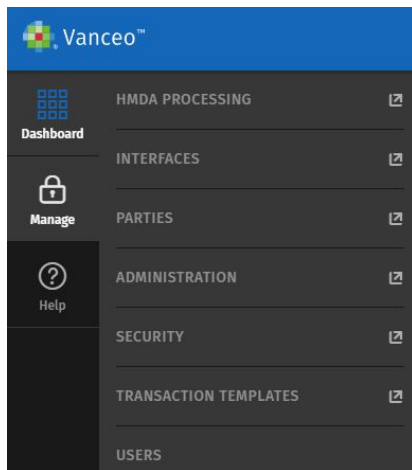 Vanceo™
Dashboard
Manage
Help
HMDA PROCESSING
INTERFACES
PARTIES
ADMINISTRATION
SECURITY
TRANSACTION TEMPLATES
USERS